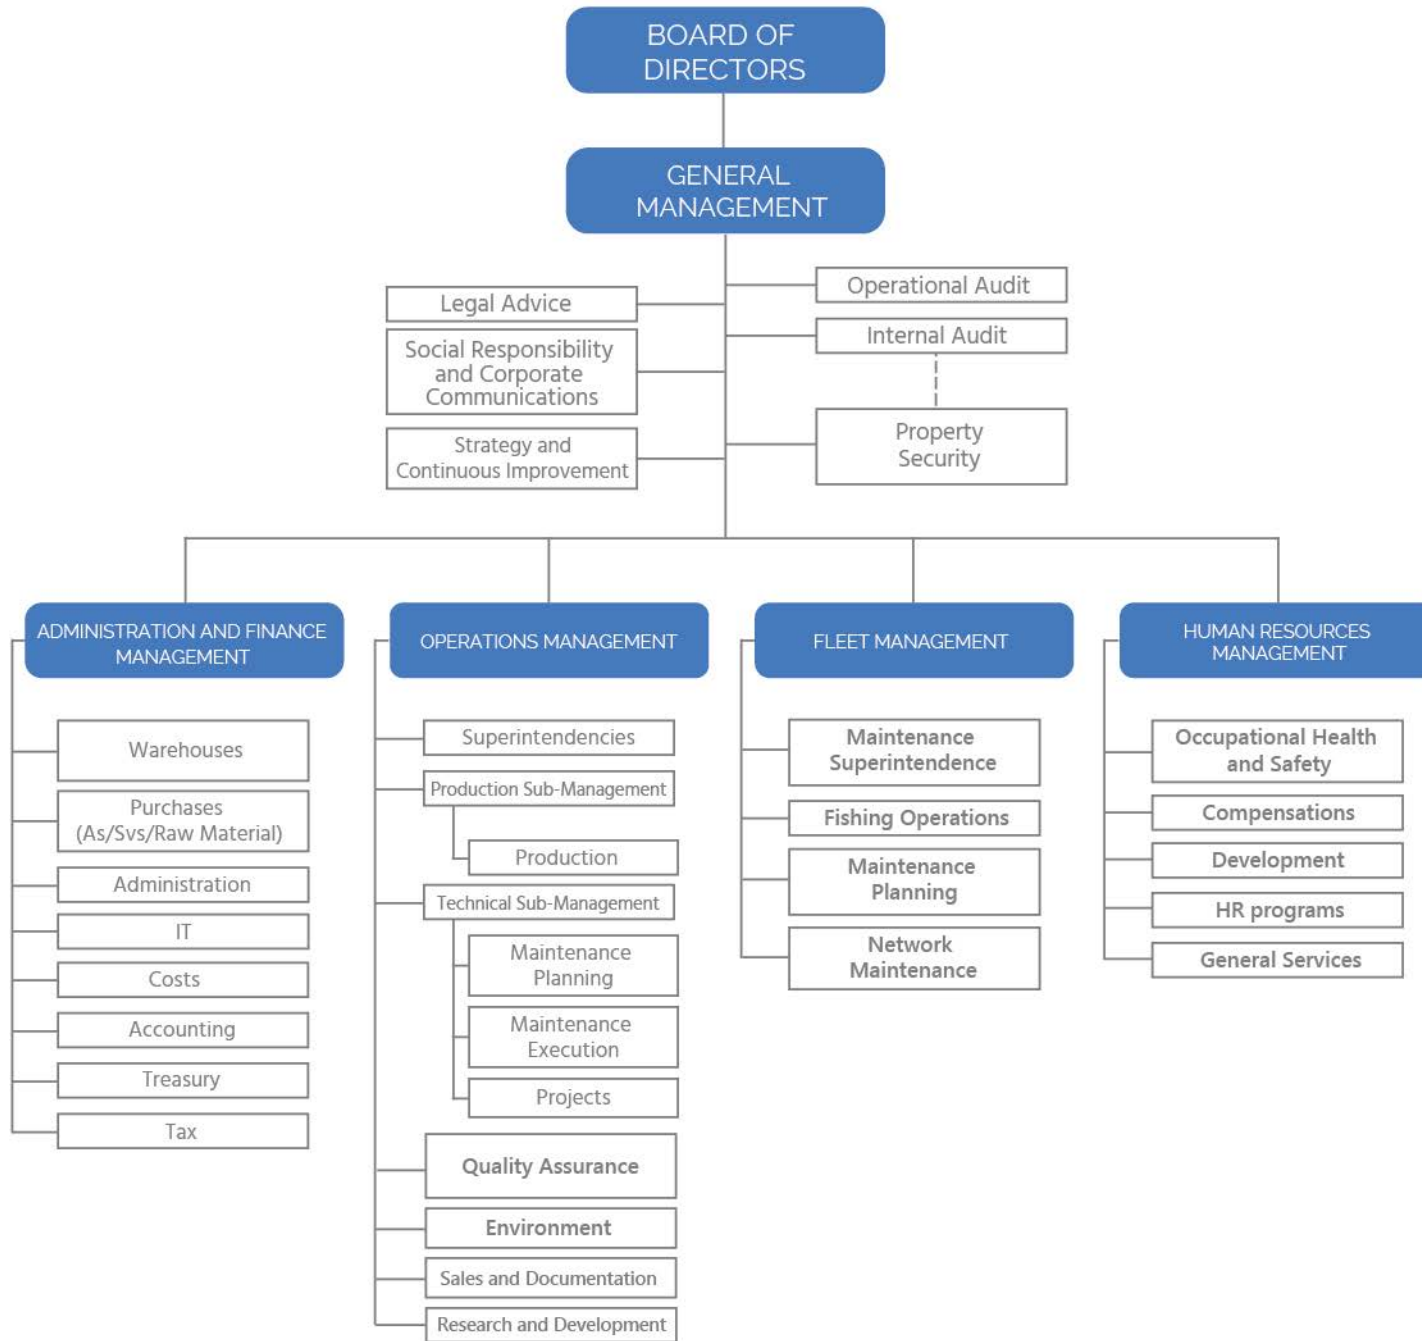 BOARD OF
DIRECTORS
GENERAL
MANAGEMENT
Legal Advice
Social Responsibility
and Corporate
Communications
Strategy and
Continuous Improvement
Operational Audit
Internal Audit
Property
Security
ADMINISTRATION AND FINANCE
MANAGEMENT
Warehouses
Purchases
(As/Svs/Raw Material)
Administration
IT
Costs
Accounting
Treasury
Tax
OPERATIONS MANAGEMENT
Superintendencies
Production Sub-Management
Production
Technical Sub-Management
Maintenance
Planning
Maintenance
Execution
Projects
Quality Assurance
Environment
Sales and Documentation
Research and Development
FLEET MANAGEMENT
Maintenance
Superintendence
Fishing Operations
Maintenance
Planning
Network
Maintenance
HUMAN RESOURCES
MANAGEMENT
Occupational Health
and Safety
Compensations
Development
HR programs
General Services